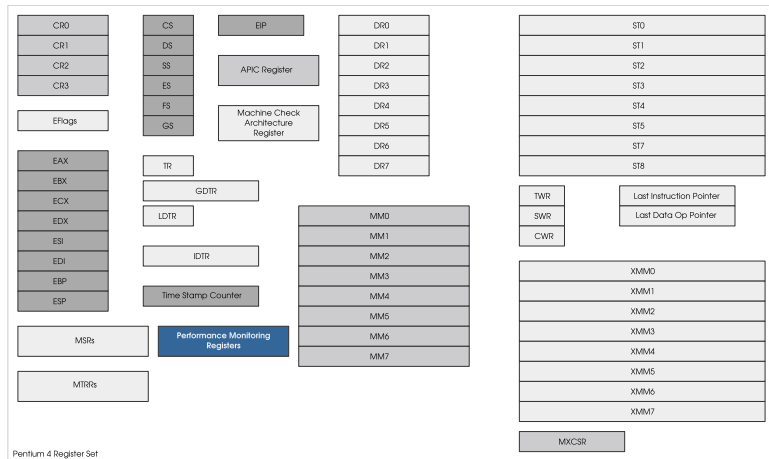 CR0
CR1
CR2
CR3
EFlags
EAX
EBX
ECX
EDX
ESI
EDI
EBP
ESP
MSRs
MTRRs
CS
DS
SS
ES
FS
GS
TR
GDTR
LDTR
IDTR
Time Stamp Counter
Performance Monitoring
Registers
EIP
APIC Register
Machine Check
Architecture
Register
DR0
DR1
DR2
DR3
DR4
DR5
DR6
DR7
MM0
MM1
MM2
MM3
MM4
MM5
MM6
MM7
ST0
ST1
ST2
ST3
ST4
ST5
ST7
ST8
TWR
SWR
CWR
Last Instruction Pointer
Last Data Op Pointer
XMM0
XMM1
XMM2
XMM3
XMM4
XMM5
XMM6
XMM7
MXCSR
Pentium 4 Register Set